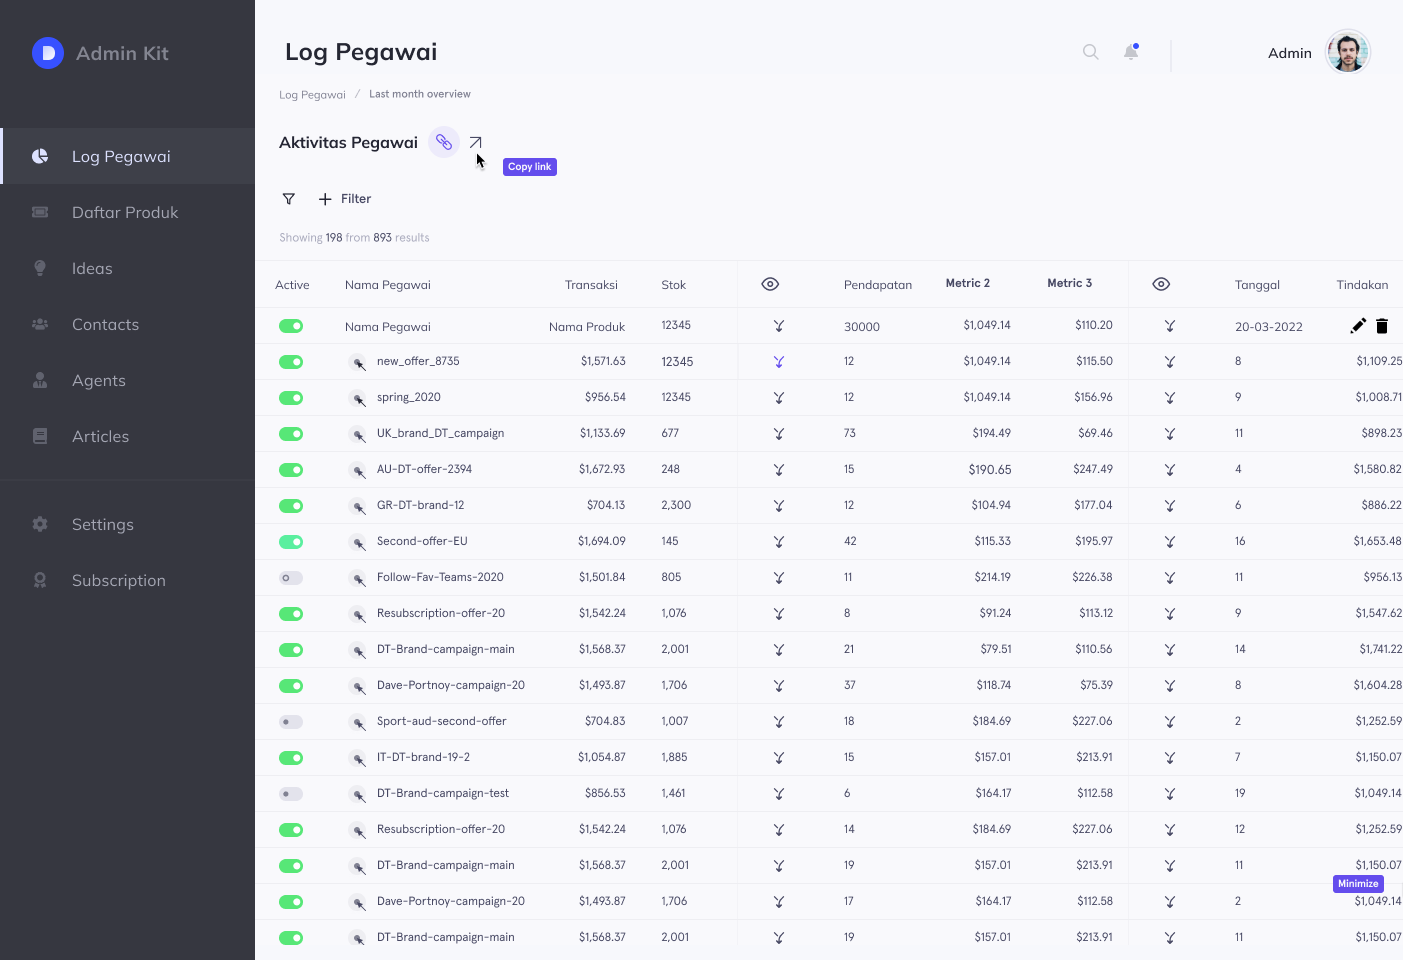 Admin Kit
Log Pegawai
Daftar Produk
Ideas
Contacts
Agents
Articles
Settings
Subscription
Log Pegawai
Admin
Log Pegawai / Last month overview
Aktivitas Pegawai
Copy link
Filter
Showing 198 from 893 results
Active Nama Pegawai Transaksi Stok Pendapatan Metric 2 Metric 3 Tanggal Tindakan
Nama Pegawai Nama Produk 12345 30000 $1,049.14 $110.20 20-03-2022
new_offer_8735 $1,571.63 12345 12 $1,049.14 $115.50 8 $1,109.25
spring_2020 $956.54 12345 12 $1,049.14 $156.96 9 $1,008.71
UK_brand_DT_campaign $1,133.69 677 73 $194.49 $69.46 11 $898.23
AU-DT-offer-2394 $1,672.93 248 15 $190.65 $247.49 4 $1,580.82
GR-DT-brand-12 $704.13 2,300 12 $104.94 $177.04 6 $886.22
Second-offer-EU $1,694.09 145 42 $115.33 $195.97 16 $1,653.48
Follow-Fav-Teams-2020 $1,501.84 805 11 $214.19 $226.38 11 $956.13
Resubscription-offer-20 $1,542.24 1,076 8 $91.24 $113.12 9 $1,547.62
DT-Brand-campaign-main $1,568.37 2,001 21 $79.51 $110.56 14 $1,741.22
Dave-Portnoy-campaign-20 $1,493.87 1,706 37 $118.74 $75.39 8 $1,604.28
Sport-aud-second-offer $704.83 1,007 18 $184.69 $227.06 2 $1,252.59
IT-DT-brand-19-2 $1,054.87 1,885 15 $157.01 $213.91 7 $1,150.07
DT-Brand-campaign-test $856.53 1,461 6 $164.17 $112.58 19 $1,049.14
Resubscription-offer-20 $1,542.24 1,076 14 $184.69 $227.06 12 $1,252.59
DT-Brand-campaign-main $1,568.37 2,001 19 $157.01 $213.91 11 $1,150.07
Minimize
Dave-Portnoy-campaign-20 $1,493.87 1,706 17 $164.17 $112.58 2 $1,049.14
DT-Brand-campaign-main $1,568.37 2,001 19 $157.01 $213.91 11 $1,150.07